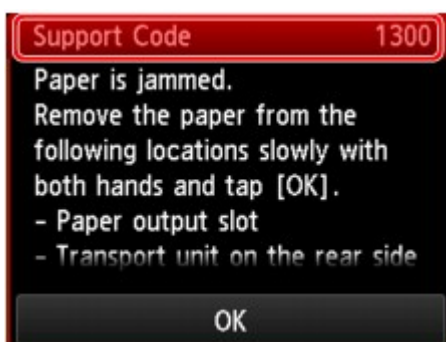 Support Code 1300
Paper is jammed.
Remove the paper from the
following locations slowly with
both hands and tap [OK].
- Paper output slot
- Transport unit on the rear side
OK